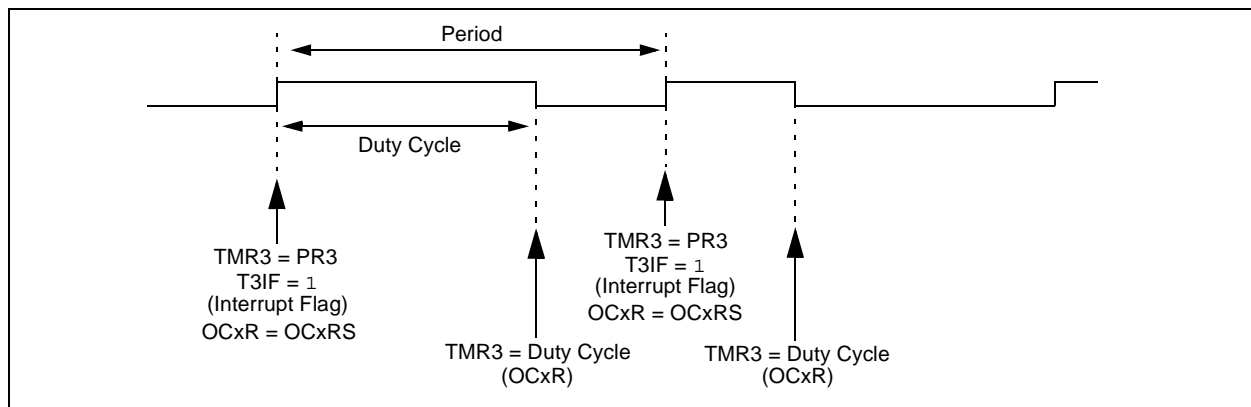 Period
Duty Cycle
TMR3 = PR3
T3IF = 1
(Interrupt Flag)
OCxR = OCxRS
TMR3 = Duty Cycle
(OCxR)
TMR3 = PR3
T3IF = 1
(Interrupt Flag)
OCxR = OCxRS
TMR3 = Duty Cycle
(OCxR)